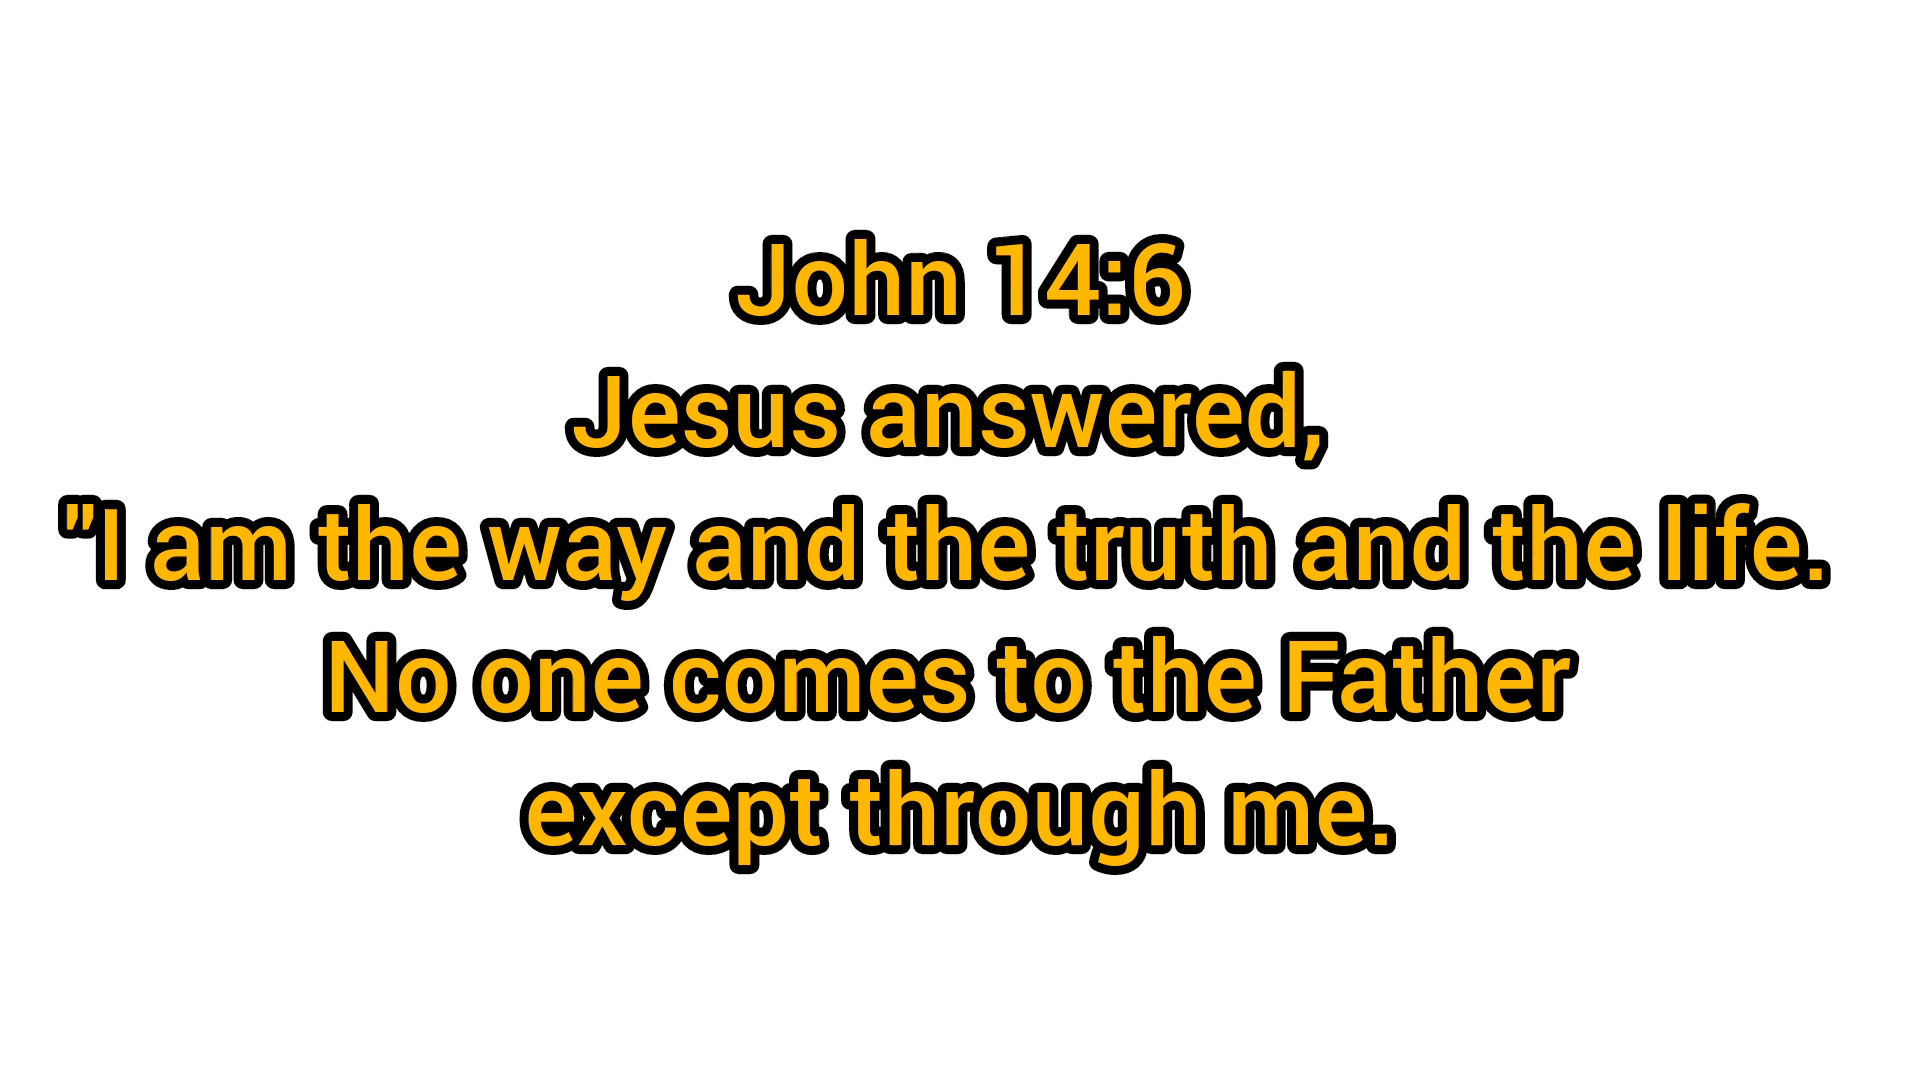 John 14:6
Jesus answered,
"I am the way and the truth and the life.
No one comes to the Father
except through me.